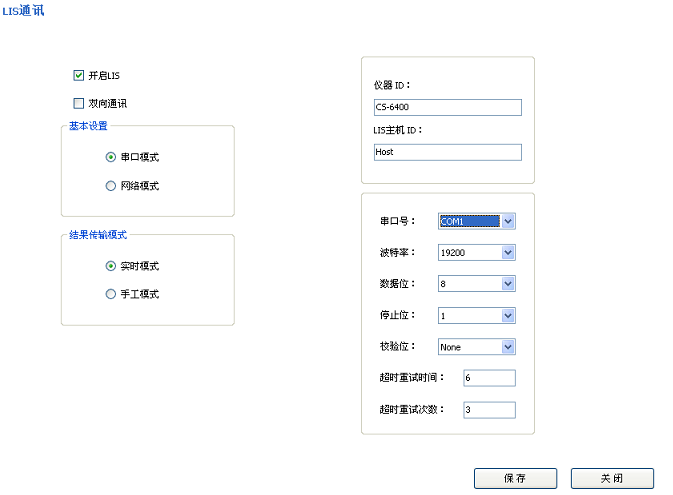 LIS通讯
开启LIS
双向通讯
基本设置
串口模式
网络模式
结果传输模式
实时模式
手工模式
仪器 ID：
CS-6400
LIS主机 ID：
Host
串口号： COM1
波特率： 19200
数据位： 8
停止位： 1
校验位： None
超时重试时间： 6
超时重试次数： 3
保 存 关 闭